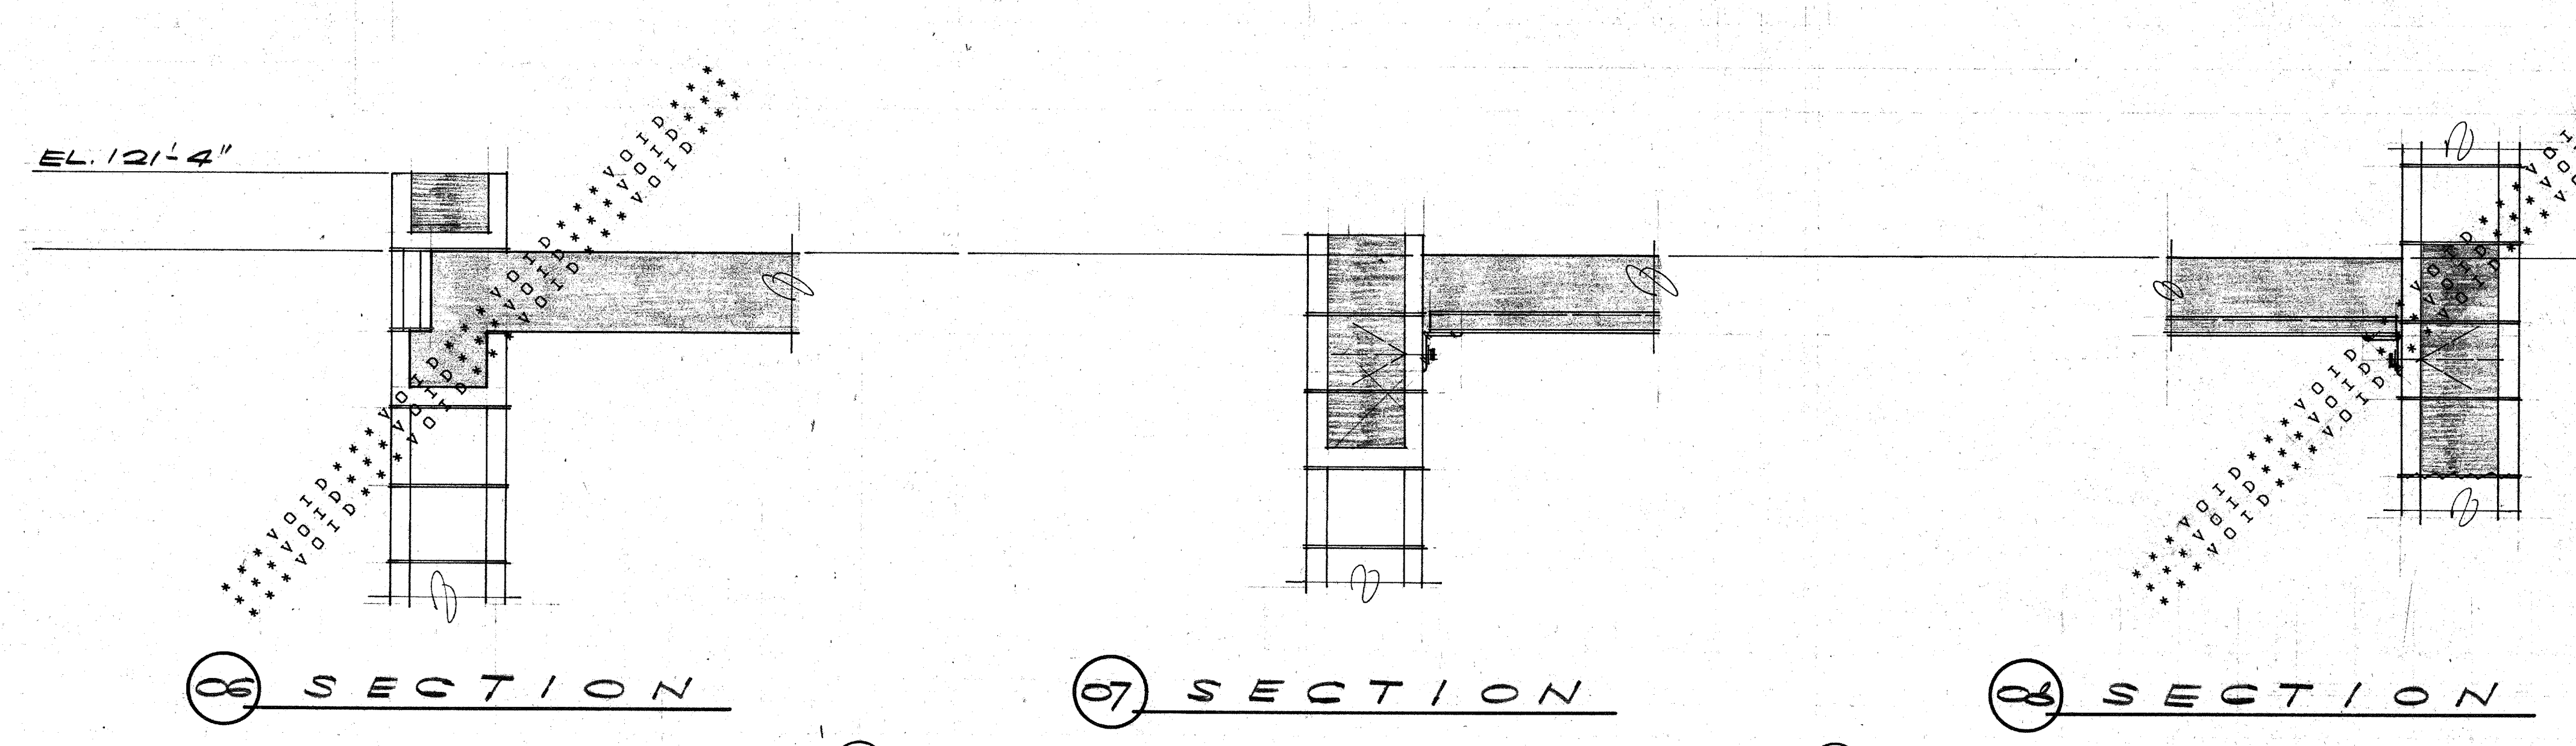 EL. 121'-4"
* * * VOID * * * VOID * * * VOID * * * VOID
* * * VOID * * * VOID * * * VOID * * * VOID
* * * VOID * * * VOID * * * VOID * * * VOID
06 SECTION
07 SECTION
08 SECTION